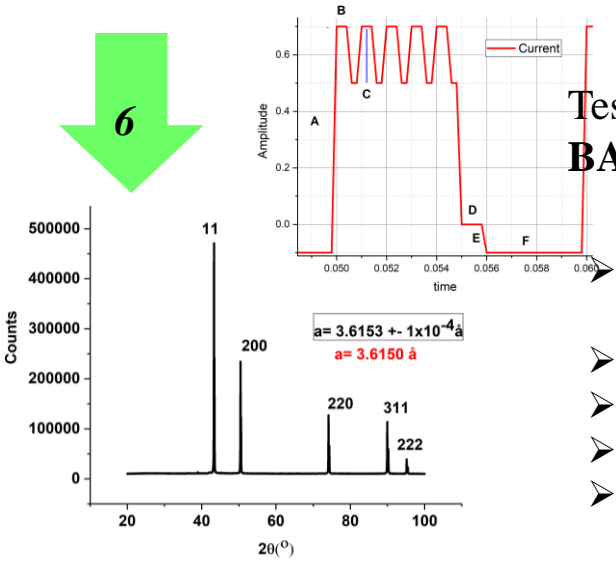 6
B
Current
0.6
0.4
0.2
0.0
Amplitude
A
C
D
E
F
0.050
0.052
0.054
0.056
0.058
0.060
time
Tes
BA
500000
400000
300000
200000
100000
0
Counts
11
200
220
311
222
a= 3.6153 +- 1x10⁻⁴å
a= 3.6150 å
20
40
60
80
100
2θ(⁰)